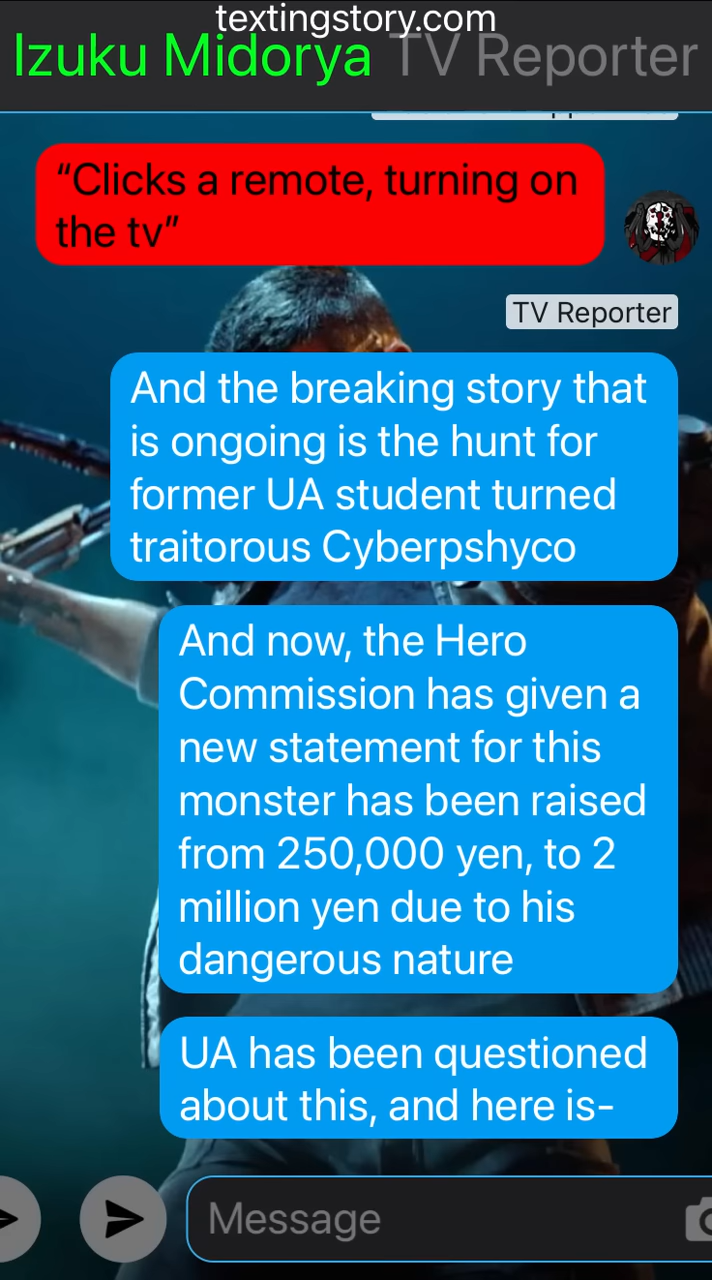 textingstory.com
Izuku Midorya TV Reporter
“Clicks a remote, turning on
the tv”
TV Reporter
And the breaking story that
is ongoing is the hunt for
former UA student turned
traitorous Cyberpshyco
And now, the Hero
Commission has given a
new statement for this
monster has been raised
from 250,000 yen, to 2
million yen due to his
dangerous nature
UA has been questioned
about this, and here is-
Message